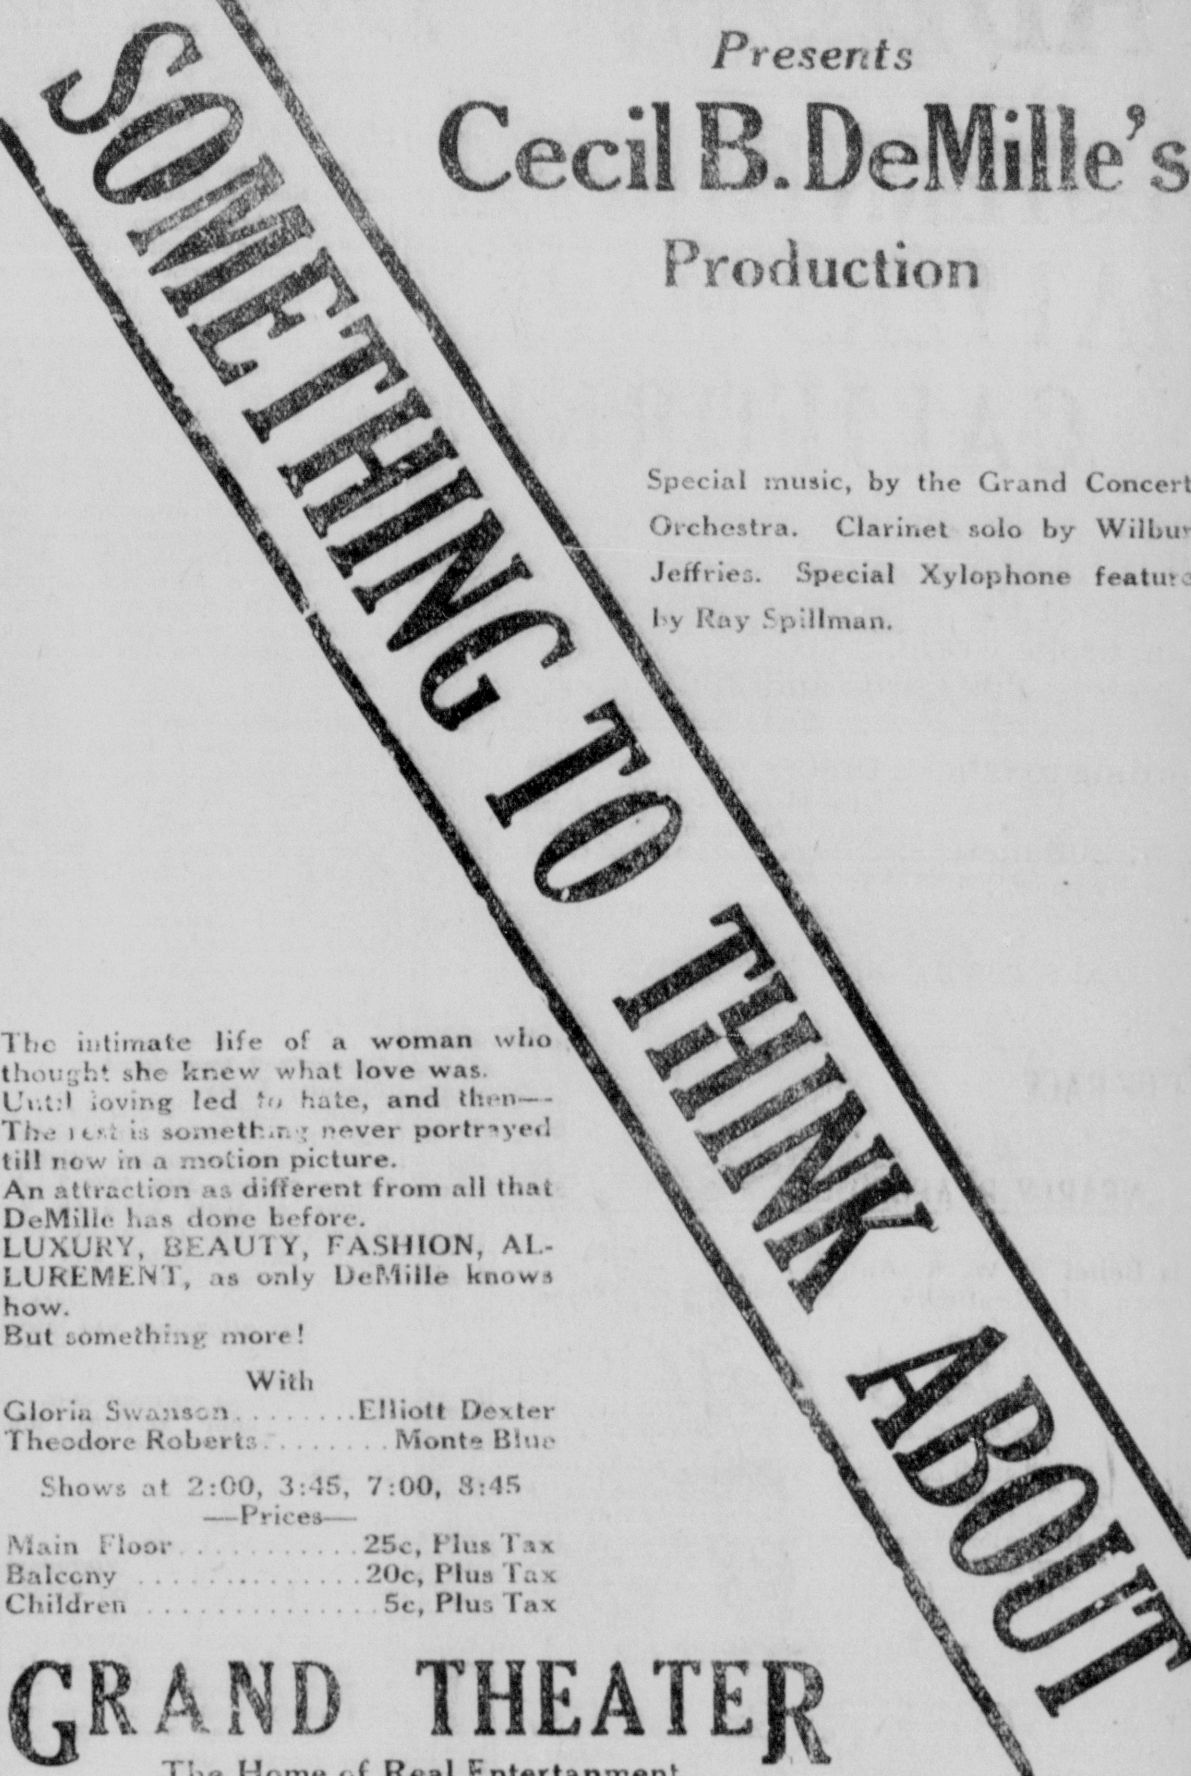 Presents
Cecil B. DeMille's
Production
SOMETHING TO THINK ABOUT
Special music, by the Grand Concert
Orchestra. Clarinet solo by Wilbur
Jeffries. Special Xylophone feature
by Ray Spillman.
The intimate life of a woman who
thought she knew what love was.
Until loving led to hate, and then—-
The rest is something never portrayed
till now in a motion picture.
An attraction as different from all that
DeMille has done before.
LUXURY, BEAUTY, FASHION, AL-
LUREMENT, as only DeMille knows
how.
But something more!
With
Gloria Swanson........Elliott Dexter
Theodore Roberts........Monte Blue
Shows at 2:00, 3:45, 7:00, 8:45
—Prices—
Main Floor...........25c, Plus Tax
Balcony ..............20c, Plus Tax
Children ..............5c, Plus Tax
GRAND THEATER
The Home of Real Entertanment